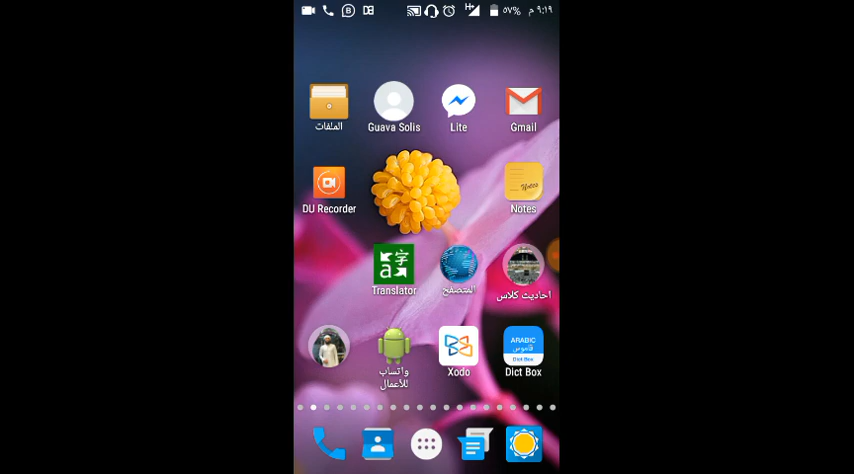 ٥٧% ٩:١٩ م
الملفات
Guava Solis
Lite
Gmail
DU Recorder
Notes
Notes
Translator
المتصفح
احاديث كلاس
واتساب
للأعمال
Xodo
ARABIC
قاموس
Dict Box
Dict Box